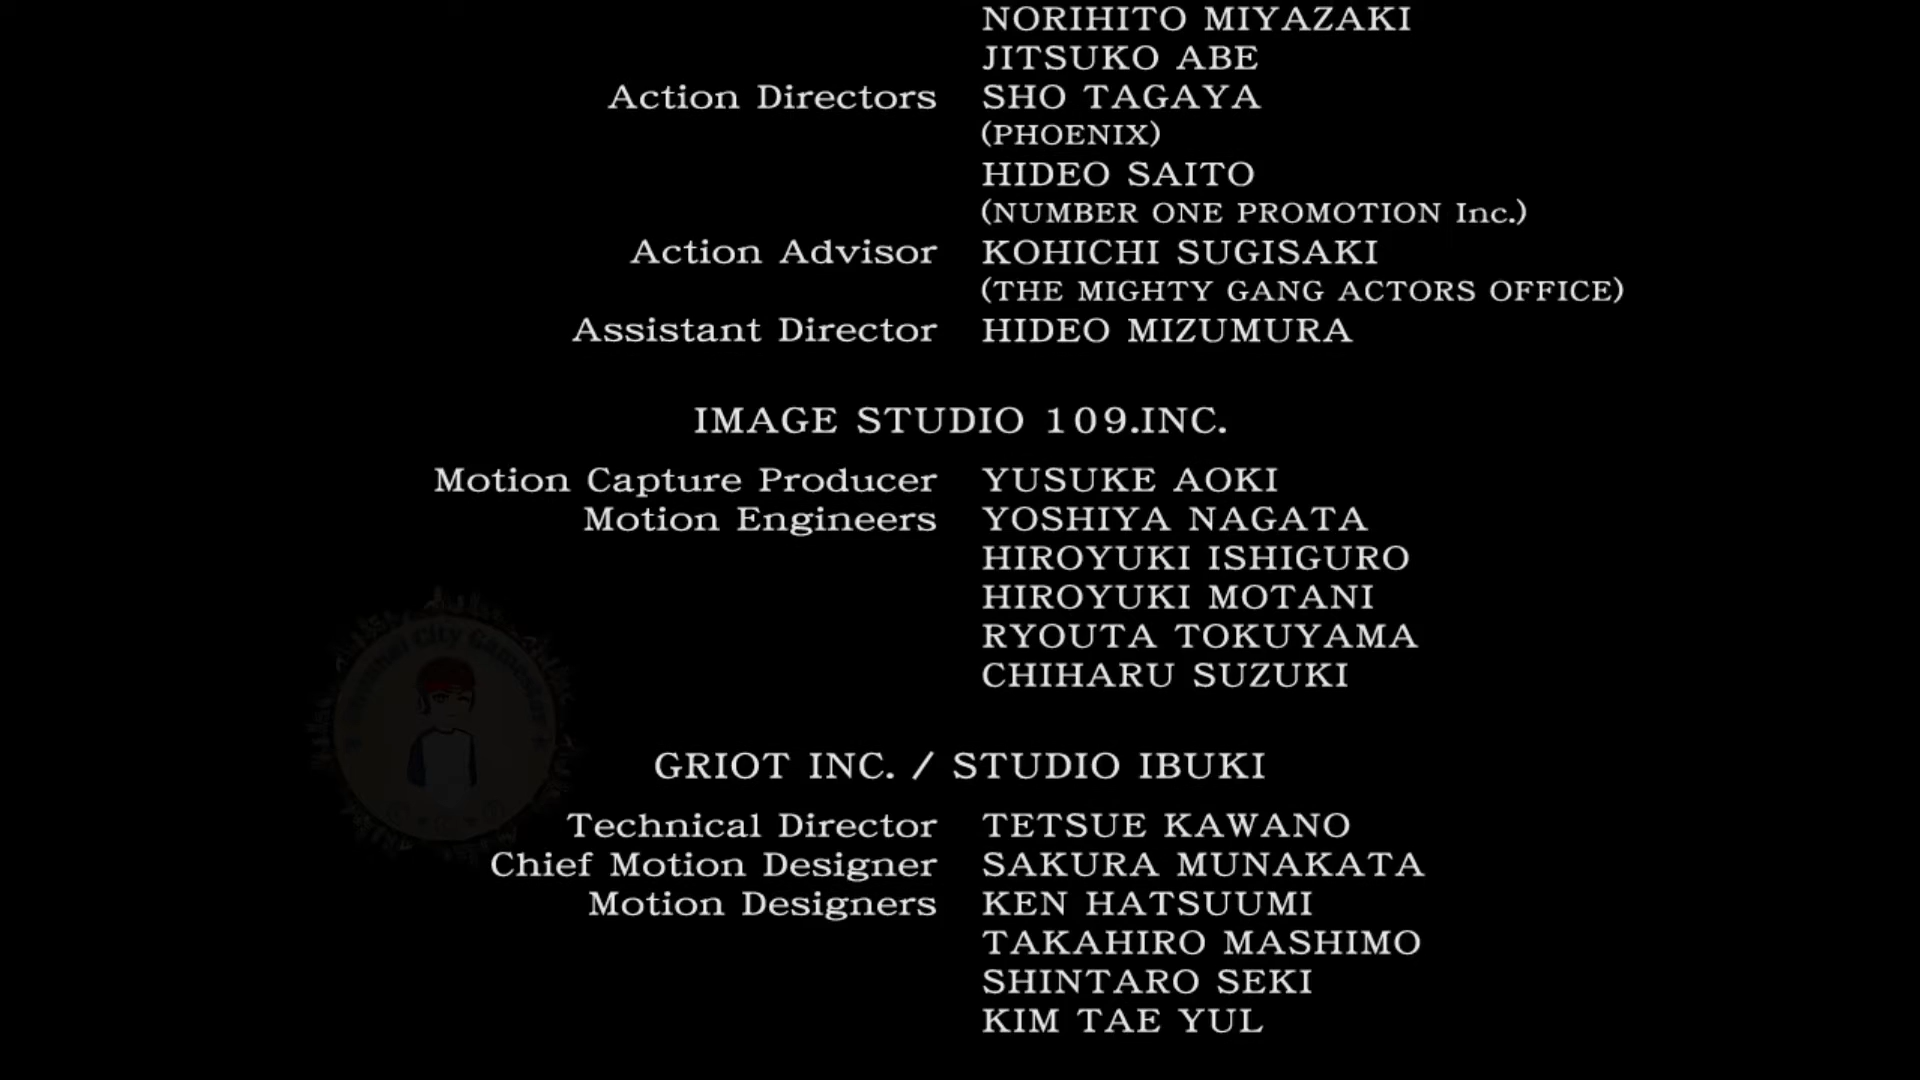 NORIHITO MIYAZAKI
JITSUKO ABE
Action Directors SHO TAGAYA
(PHOENIX)
HIDEO SAITO
(NUMBER ONE PROMOTION Inc.)
Action Advisor KOHICHI SUGISAKI
(THE MIGHTY GANG ACTORS OFFICE)
Assistant Director HIDEO MIZUMURA
IMAGE STUDIO 109.INC.
Motion Capture Producer YUSUKE AOKI
Motion Engineers YOSHIYA NAGATA
HIROYUKI ISHIGURO
HIROYUKI MOTANI
RYOUTA TOKUYAMA
CHIHARU SUZUKI
City
GRIOT INC. / STUDIO IBUKI
Technical Director TETSUE KAWANO
Chief Motion Designer SAKURA MUNAKATA
Motion Designers KEN HATSUUMI
TAKAHIRO MASHIMO
SHINTARO SEKI
KIM TAE YUL